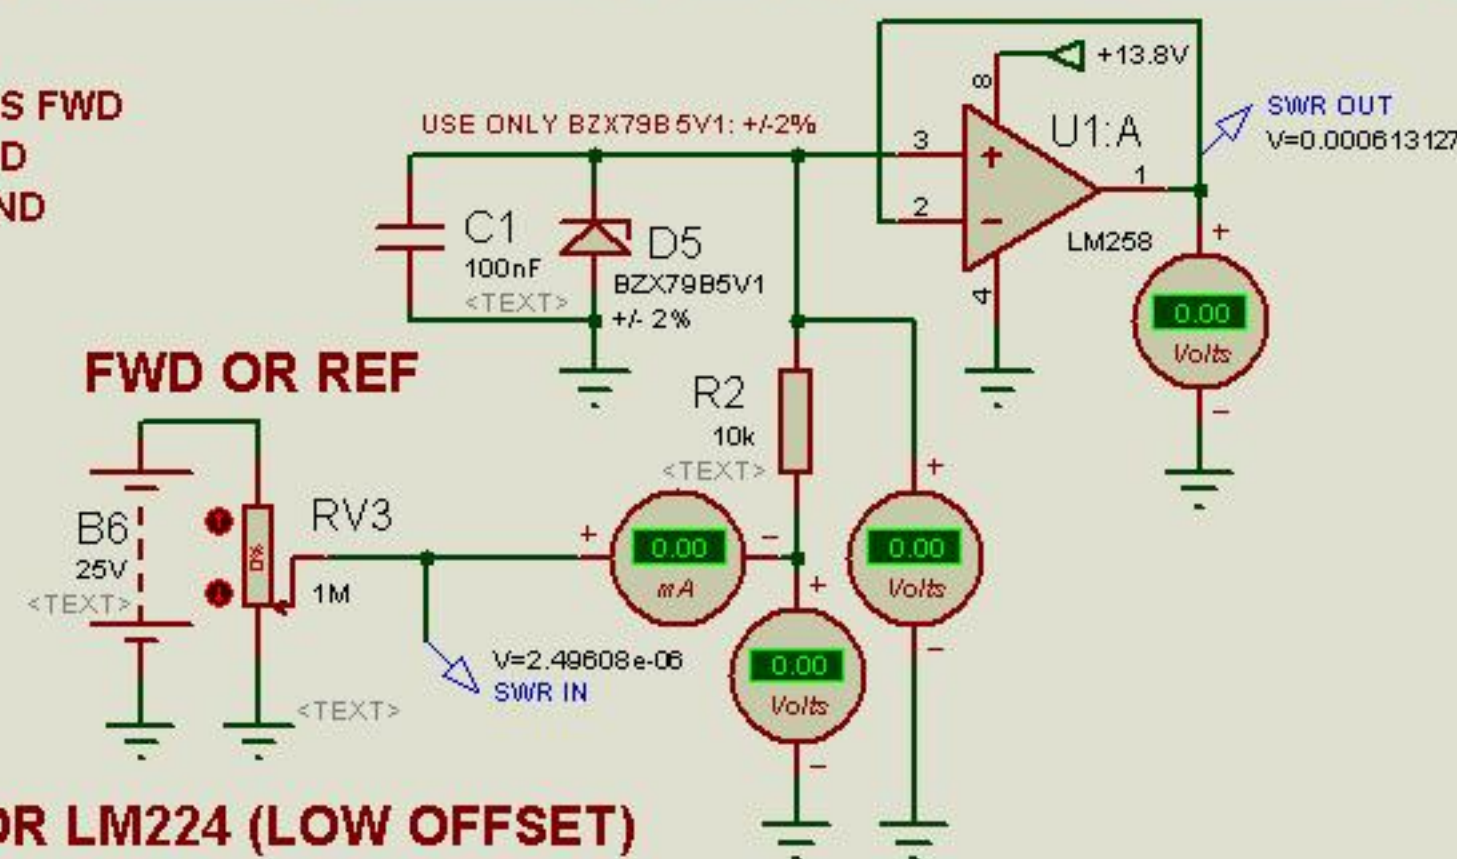 S FWD
D
ND
USE ONLY BZX79B5V1: +/-2%
+13.8V
8
SWR OUT
V=0.000613127
U1:A
3
+
1
2
−
LM258
4
C1
100nF
<TEXT>
D5
BZX79B5V1
+/- 2%
+
0.00
Volts
−
FWD OR REF
R2
10k
<TEXT>
B6
25V
<TEXT>
0%
RV3
1M
<TEXT>
+
0.00
mA
−
+
0.00
Volts
−
+
0.00
Volts
−
V=2.49608e-06
SWR IN
OR LM224 (LOW OFFSET)